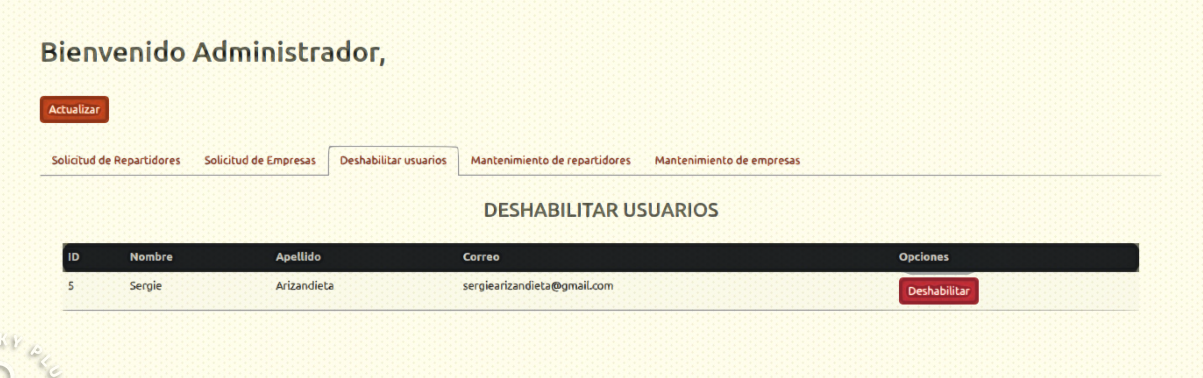 Bienvenido Administrador,
Actualizar
Solicitud de Repartidores Solicitud de Empresas Deshabilitar usuarios Mantenimiento de repartidores Mantenimiento de empresas
DESHABILITAR USUARIOS
ID Nombre Apellido Correo Opciones
5 Sergie Arizandieta sergiearizandieta@gmail.com Deshabilitar